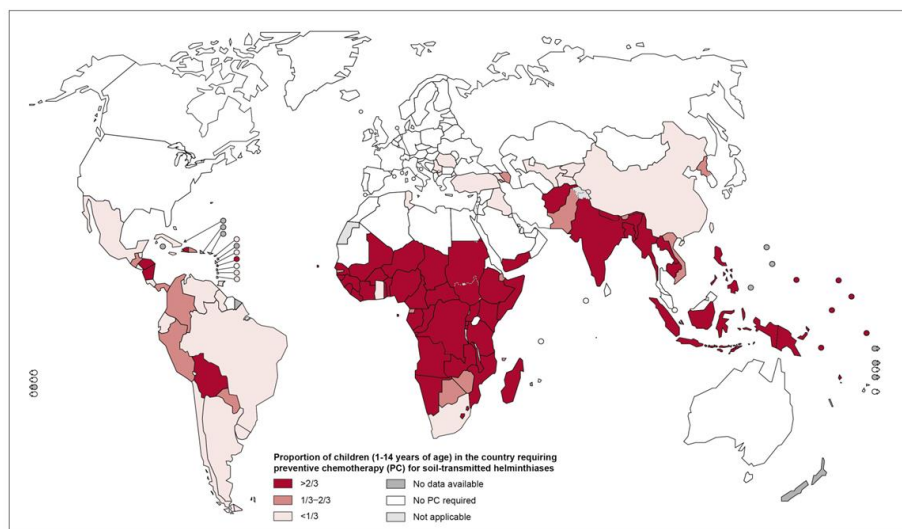 Proportion of children (1-14 years of age) in the country requiring
preventive chemotherapy (PC) for soil-transmitted helminthiases
>2/3
1/3–2/3
<1/3
No data available
No PC required
Not applicable